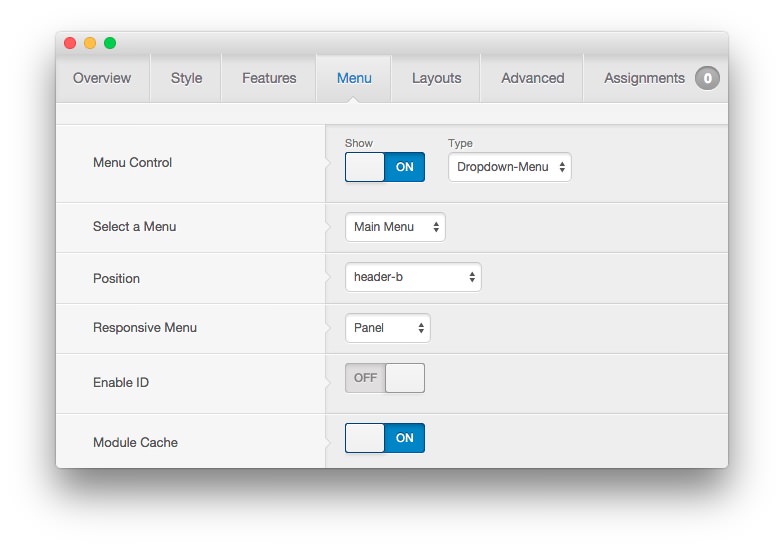 Overview Style Features Menu Layouts Advanced Assignments 0
Show Type
Menu Control ON Dropdown-Menu
Select a Menu Main Menu
Position header-b
Responsive Menu Panel
Enable ID OFF
Module Cache ON